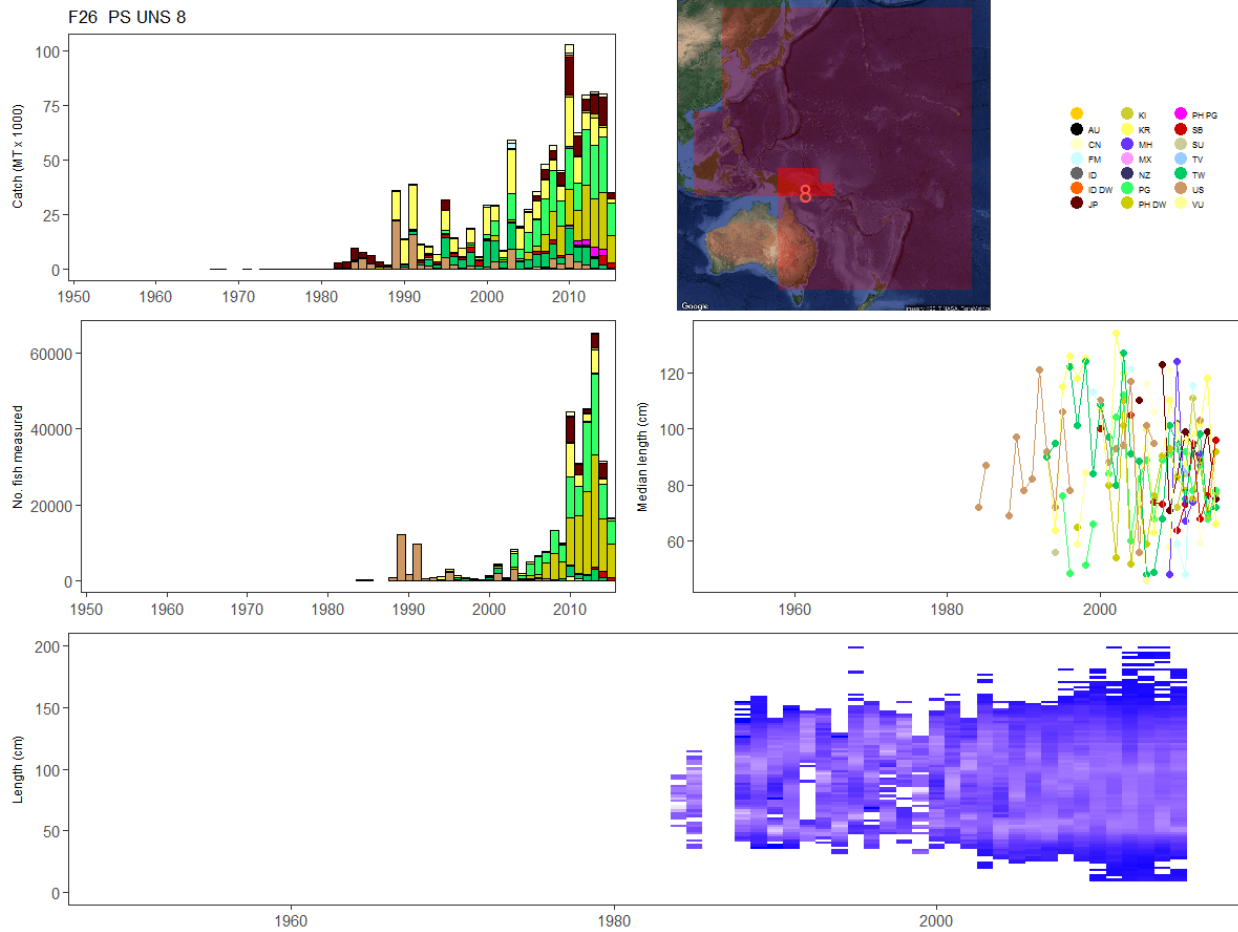 F26 PS UNS 8
Catch (MT x 1000)
100
75
50
25
0
1950 1960 1970 1980 1990 2000 2010
8
Google
AU
CN
FM
ID
ID DW
JP
KI
KR
MH
MX
NZ
PG
PH DW
PH PG
SB
SU
TV
TW
US
VU
No. fish measured
60000
40000
20000
0
1950 1960 1970 1980 1990 2000 2010
Median length (cm)
120
100
80
60
1960 1980 2000
Length (cm)
200
150
100
50
0
1960 1980 2000